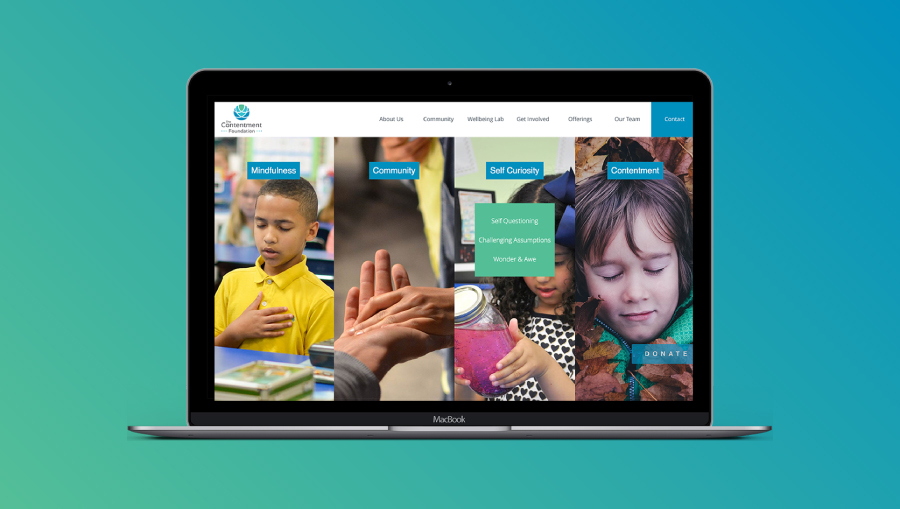 The
Contentment
Foundation
About Us
Community
Wellbeing Lab
Get Involved
Offerings
Our Team
Contact
Mindfulness
Community
Self Curiosity
Contentment
Self Questioning
Challenging Assumptions
Wonder & Awe
DONATE
MacBook